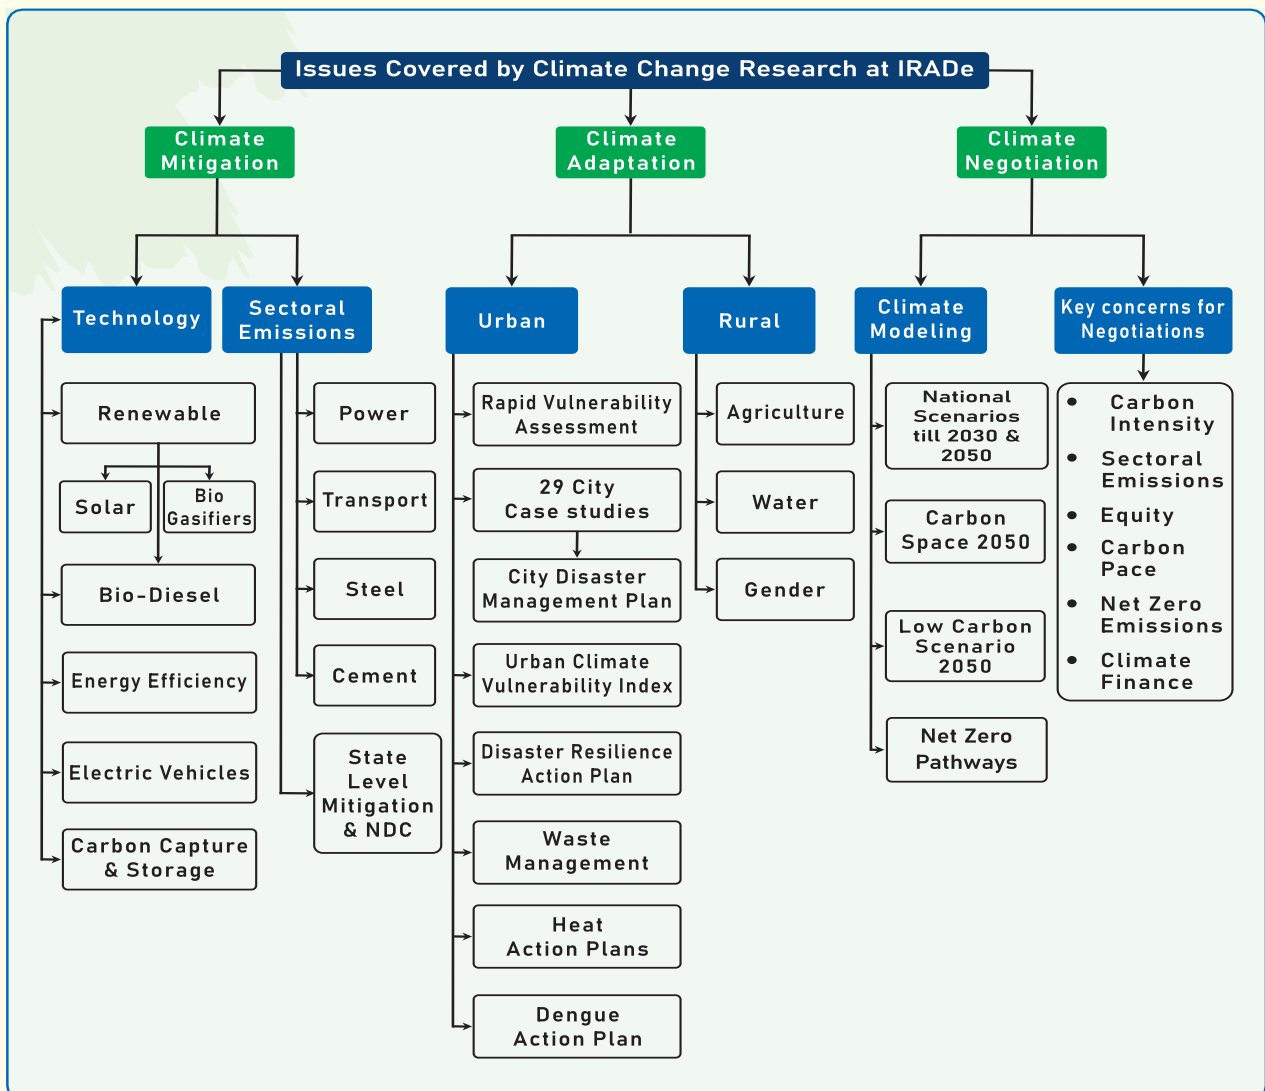 Issues Covered by Climate Change Research at IRADe
Climate
Mitigation
Climate
Adaptation
Climate
Negotiation
Technology
Sectoral
Emissions
Urban
Rural
Climate
Modeling
Key concerns for
Negotiations
Renewable
Solar
Bio
Gasifiers
Bio-Diesel
Energy Efficiency
Electric Vehicles
Carbon Capture
& Storage
Power
Transport
Steel
Cement
State
Level
Mitigation
& NDC
Rapid Vulnerability
Assessment
29 City
Case studies
City Disaster
Management Plan
Urban Climate
Vulnerability Index
Disaster Resilience
Action Plan
Waste
Management
Heat
Action Plans
Dengue
Action Plan
Agriculture
Water
Gender
National
Scenarios
till 2030 &
2050
Carbon
Space 2050
Low Carbon
Scenario
2050
Net Zero
Pathways
• Carbon
Intensity
• Sectoral
Emissions
• Equity
• Carbon
Pace
• Net Zero
Emissions
• Climate
Finance